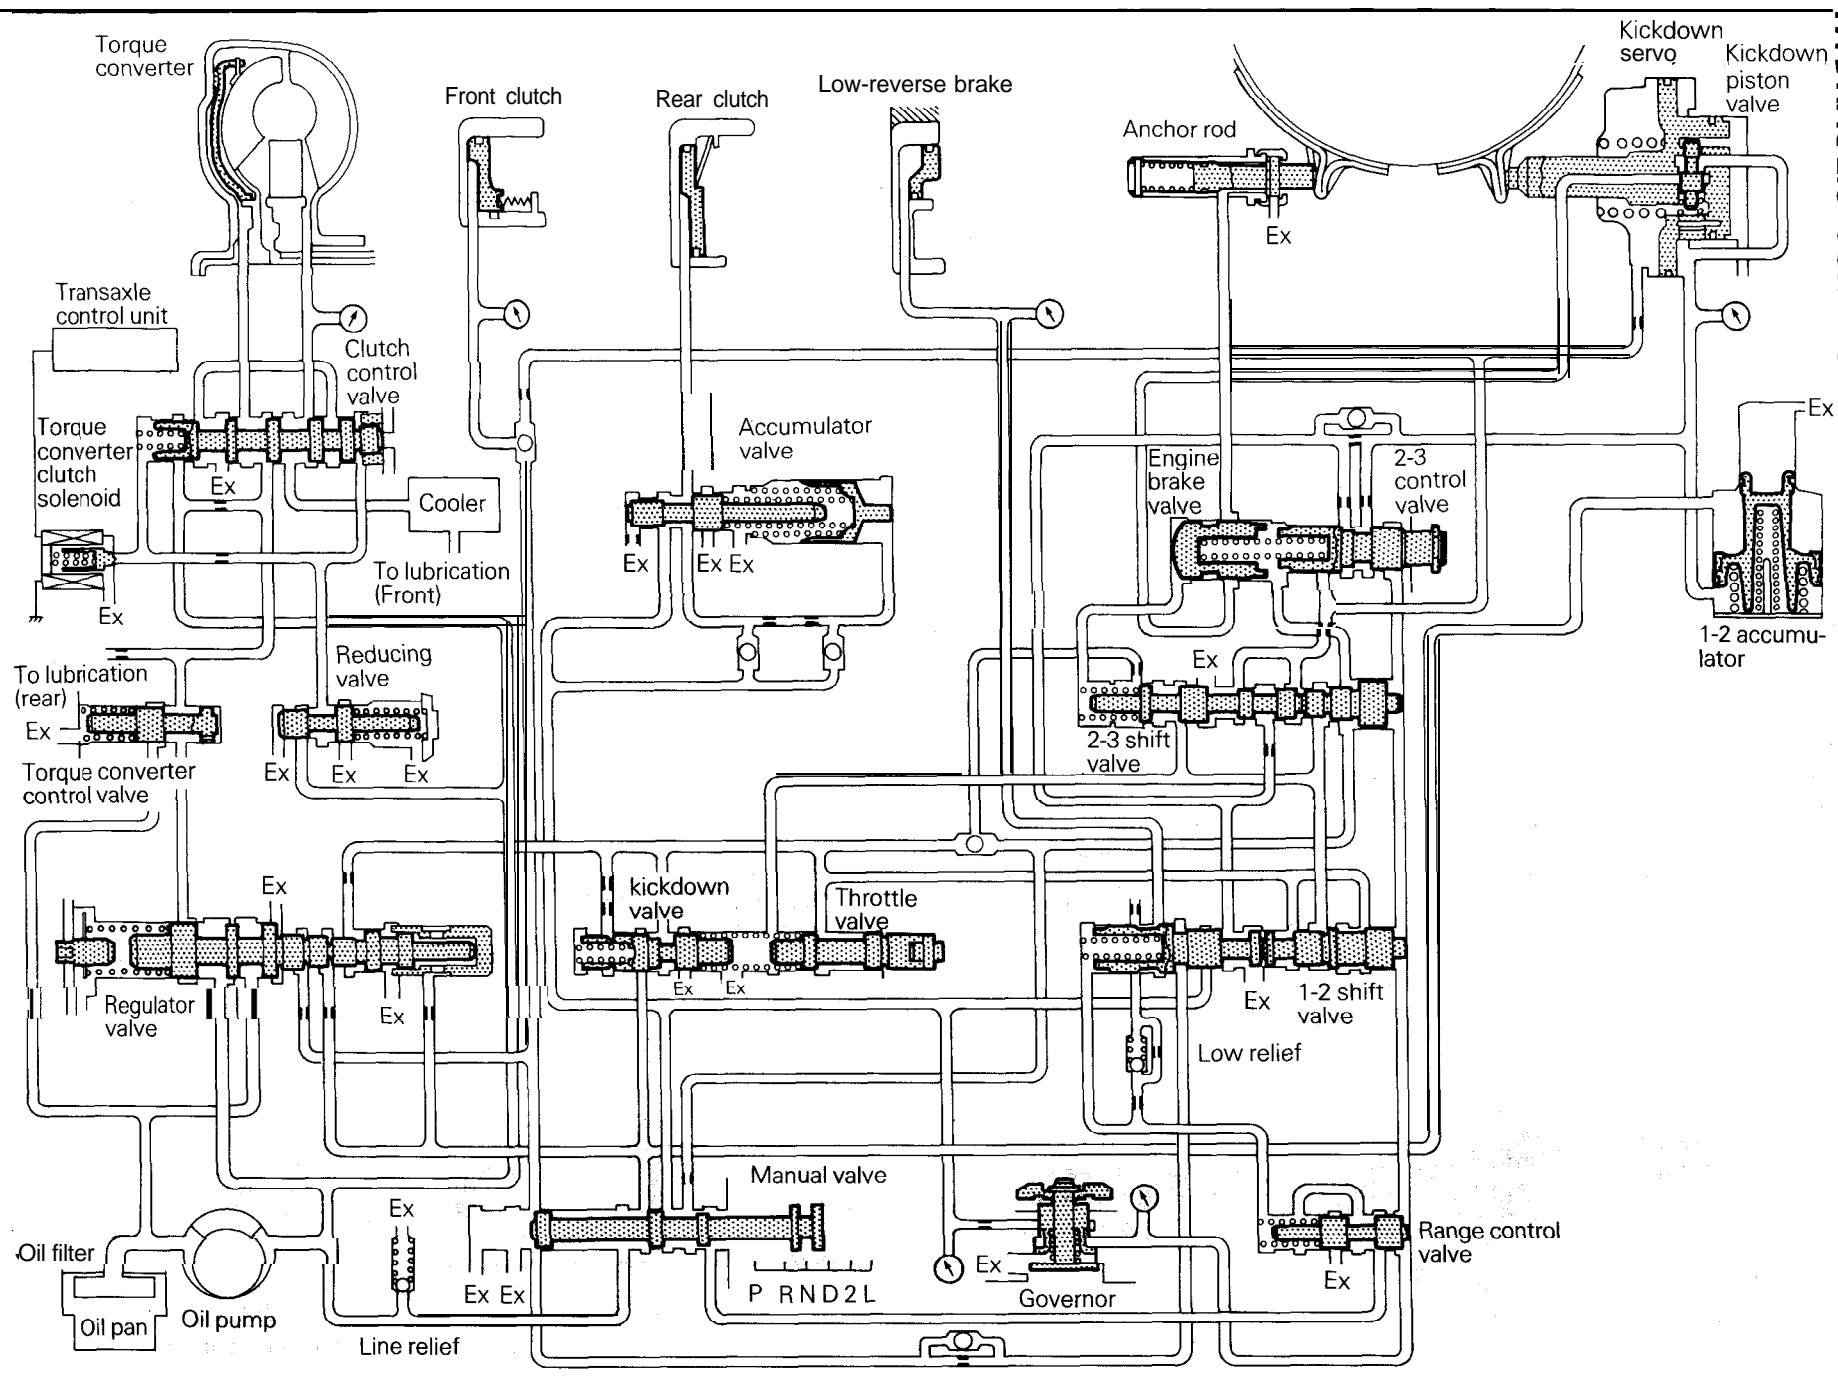 Torque
converter
Front clutch
Rear clutch
Low-reverse brake
Kickdown
servo
Kickdown
piston
valve
Anchor rod
Ex
Transaxle
control unit
Clutch
control
valve
Torque
converter
clutch
solenoid
Ex
Cooler
Accumulator
valve
Ex
Engine
brake
valve
2-3
control
valve
To lubrication
(Front)
Ex
Ex
Ex Ex
1-2 accumu-
lator
To lubrication
(rear)
Ex
Reducing
valve
Ex
Ex
Ex
Ex
2-3 shift
valve
Torque converter
control valve
Ex
kickdown
valve
Throttle
valve
Ex
Ex
Regulator
valve
Ex
Ex
1-2 shift
valve
Low relief
Manual valve
Ex
Oil filter
Oil pan
Oil pump
Line relief
Ex Ex
P R N D 2 L
Ex
Governor
Range control
valve
Ex